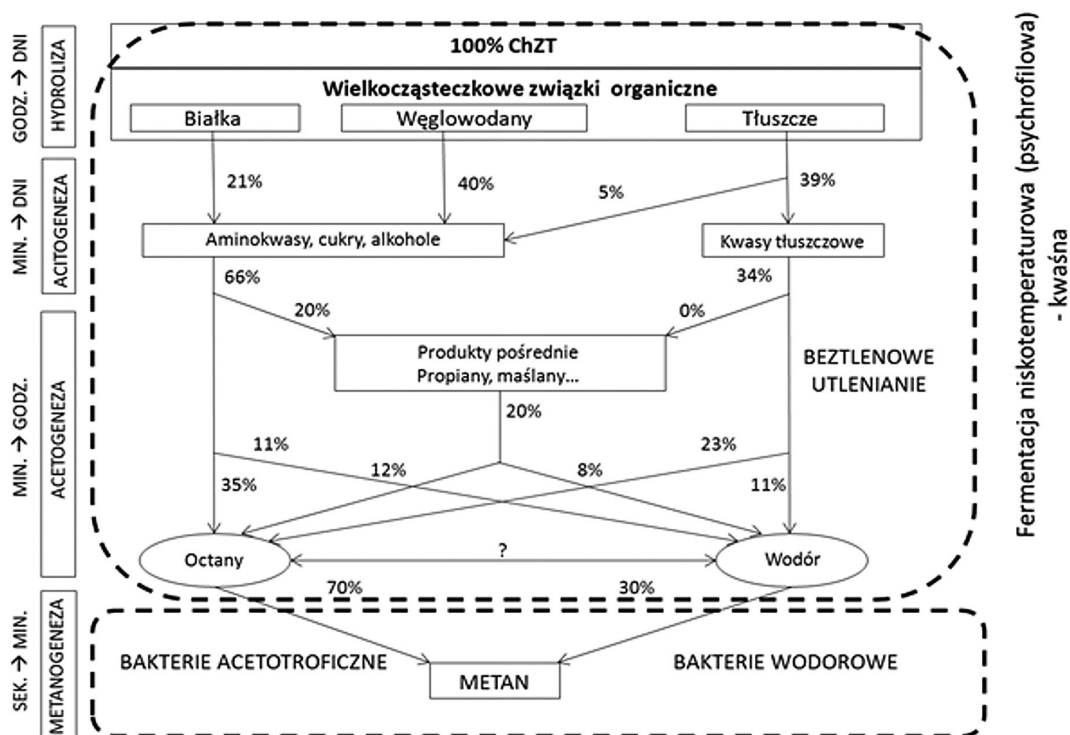 100% ChZT
Wielkocząsteczkowe związki organiczne
Białka
Węglowodany
Tłuszcze
GODZ. → DNI
HYDROLIZA
21%
40%
5%
39%
MIN. → DNI
ACITOGENEZA
Aminokwasy, cukry, alkohole
Kwasy tłuszczowe
66%
34%
20%
0%
Produkty pośrednie
Propiany, maślany...
BEZTLENOWE
UTLENIANIE
20%
MIN. → GODZ.
ACETOGENEZA
11%
12%
8%
23%
35%
11%
Octany
?
Wodór
70%
30%
SEK. → MIN.
METANOGENEZA
BAKTERIE ACETOTROFICZNE
BAKTERIE WODOROWE
METAN
Fermentacja niskotemperaturowa (psychrofilowa)
- kwaśna